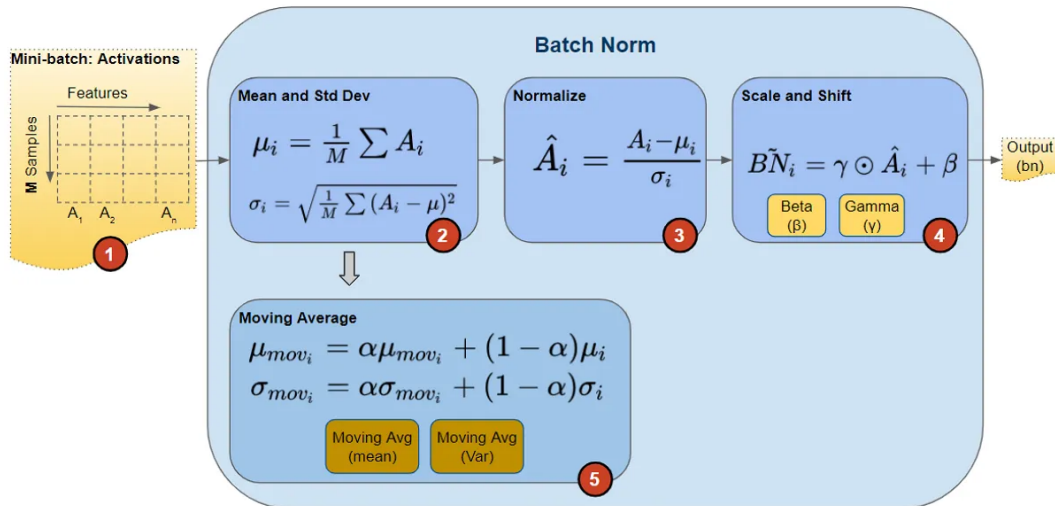 Batch Norm
Mini-batch: Activations
Features
M Samples
A₁ A₂ Aₙ
1
Mean and Std Dev
μᵢ = 1/M ∑ Aᵢ
σᵢ = √(1/M ∑ (Aᵢ − μ)²)
2
Normalize
Âᵢ = (Aᵢ−μᵢ)/σᵢ
3
Scale and Shift
BÑᵢ = γ ⊙ Âᵢ + β
Beta
(β)
Gamma
(γ)
4
Output
(bn)
Moving Average
μₘₒᵥᵢ = αμₘₒᵥᵢ + (1 − α)μᵢ
σₘₒᵥᵢ = ασₘₒᵥᵢ + (1 − α)σᵢ
Moving Avg
(mean)
Moving Avg
(Var)
5